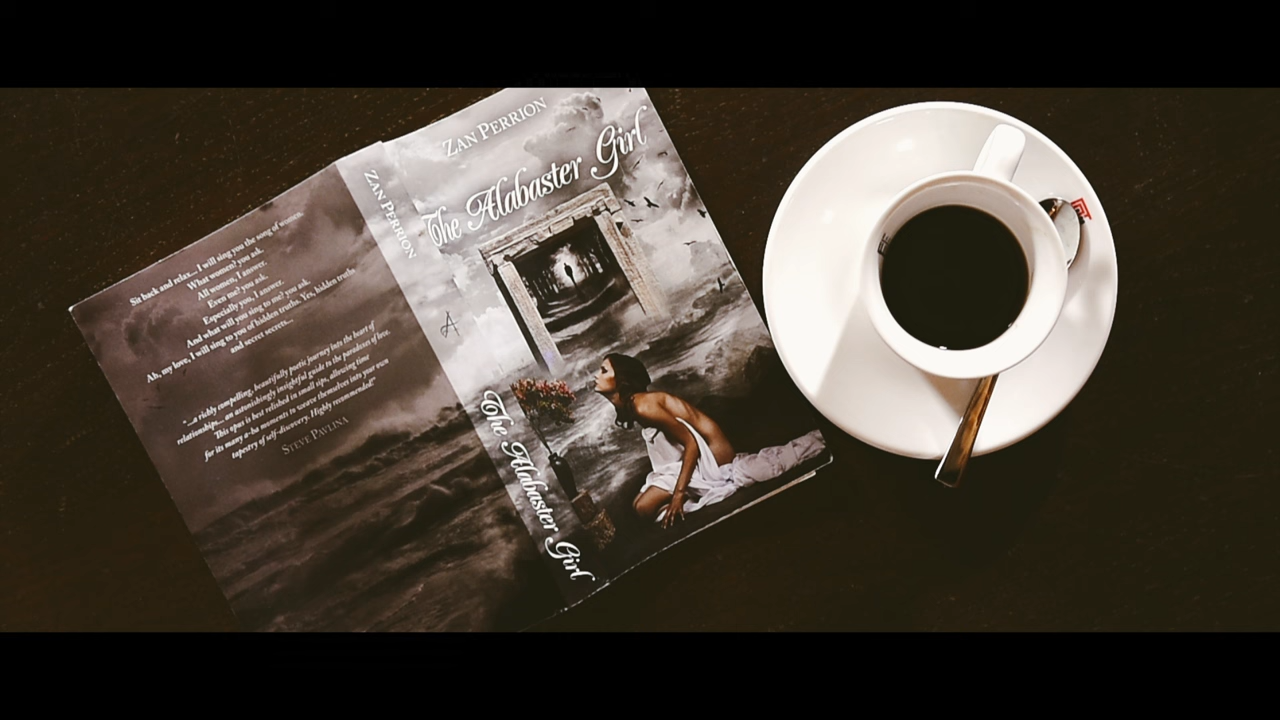 Sit back and relax... I will sing you the song of women.
What women? you ask.
All women, I answer.
Even me? you ask.
Especially you, I answer.
And what will you sing to me? you ask.
Ah, my love, I will sing to you of hidden truths. Yes, hidden truths
and secret secrets...
"...a richly compelling, beautifully poetic journey into the heart of
relationships... an astonishingly insightful guide to the paradoxes of love.
This opus is best relished in small sips, allowing time
for its many a-ha moments to weave themselves into your own
tapestry of self-discovery. Highly recommended!"
STEVE PAVLINA
ZAN PERRION
A
The Alabaster Girl
ZAN PERRION
The Alabaster Girl